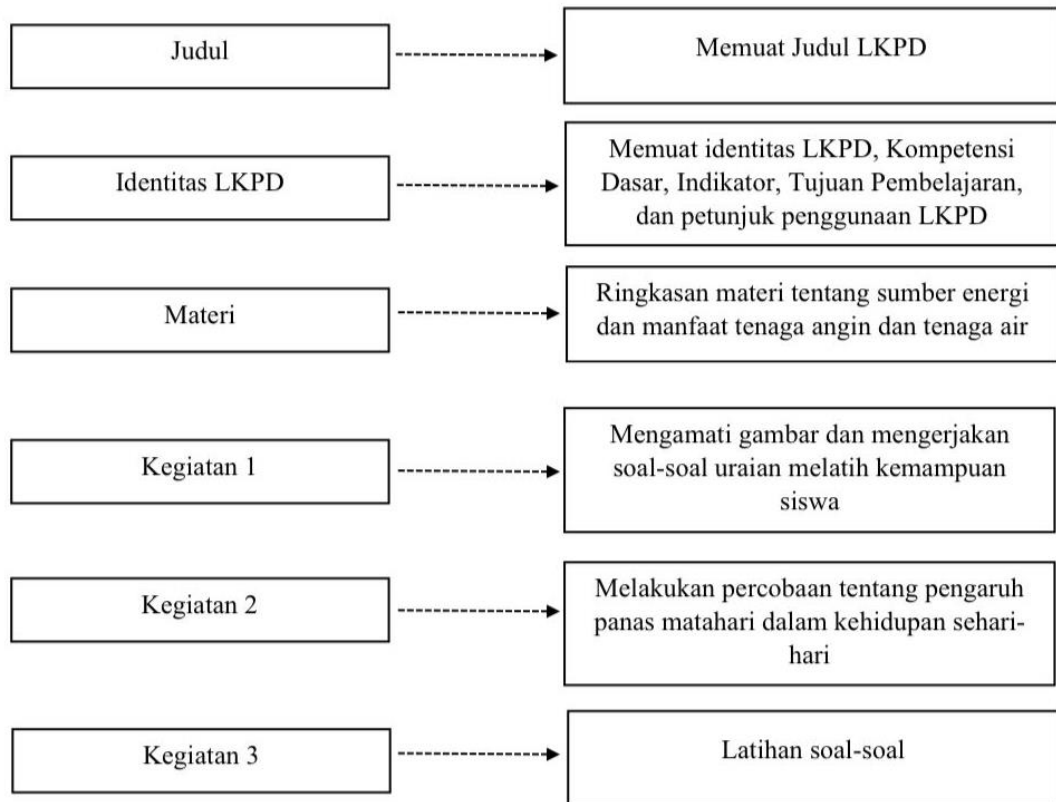 Judul
Memuat Judul LKPD
Identitas LKPD
Memuat identitas LKPD, Kompetensi
Dasar, Indikator, Tujuan Pembelajaran,
dan petunjuk penggunaan LKPD
Materi
Ringkasan materi tentang sumber energi
dan manfaat tenaga angin dan tenaga air
Kegiatan 1
Mengamati gambar dan mengerjakan
soal-soal uraian melatih kemampuan
siswa
Kegiatan 2
Melakukan percobaan tentang pengaruh
panas matahari dalam kehidupan sehari-
hari
Kegiatan 3
Latihan soal-soal